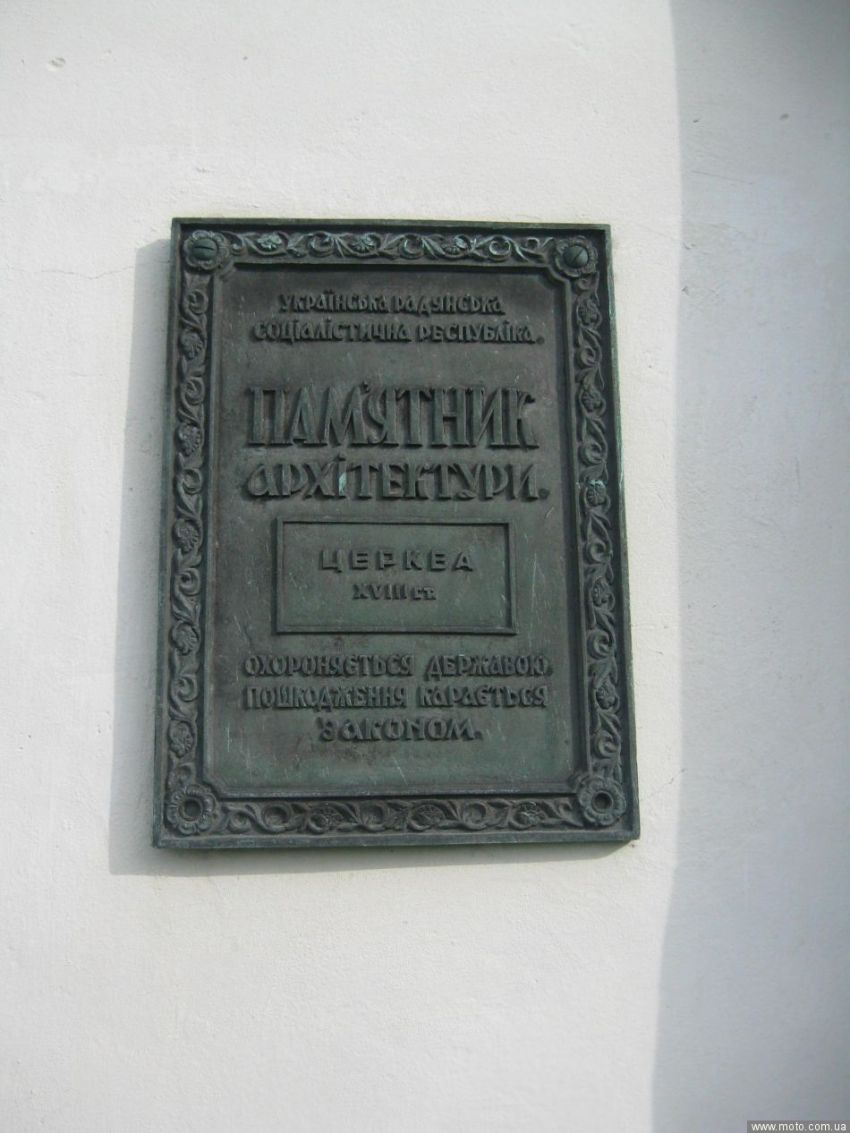 УКРАЇНСЬКА РАДЯНСЬКА
СОЦІАЛІСТИЧНА РЕСПУБЛІКА.
ПАМ'ЯТНИК
АРХІТЕКТУРИ.
ЦЕРКВА
XVIII ст.
ОХОРОНЯЄТЬСЯ ДЕРЖАВОЮ,
ПОШКОДЖЕННЯ КАРАЄТЬСЯ
ЗАКОНОМ.
www.moto.com.ua